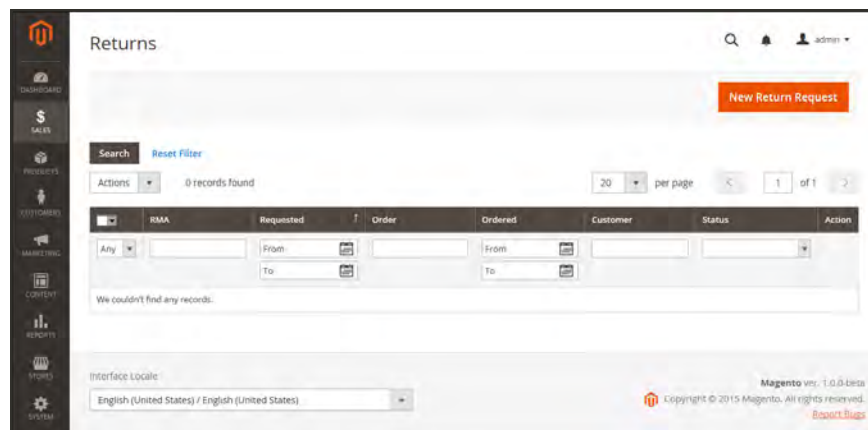 Returns
admin
DASHBOARD
New Return Request
SALES
Search Reset Filter
PRODUCTS
Actions 0 records found 20 per page 1 of 1
CUSTOMERS
RMA Requested Order Ordered Customer Status Action
MARKETING
Any From From
To To
CONTENT
We couldn't find any records.
REPORTS
STORES
Interface Locale
Magento ver. 1.0.0-beta
English (United States) / English (United States)
Copyright © 2015 Magento. All rights reserved.
SYSTEM
Report Bugs